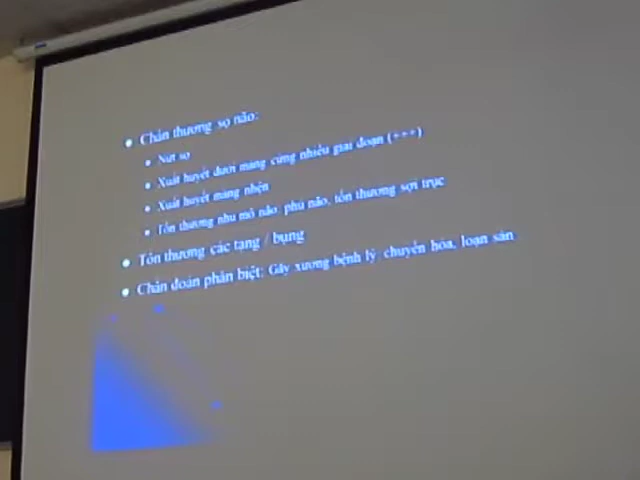 Chấn thương sọ não:
Nứt sọ
Xuất huyết dưới màng cứng nhiều giai đoạn (+++)
Xuất huyết màng nhện
Tổn thương nhu mô não: phù não, tổn thương sợi trục
Tổn thương các tạng / bụng
Chẩn đoán phân biệt: Gãy xương bệnh lý: chuyển hóa, loạn sản